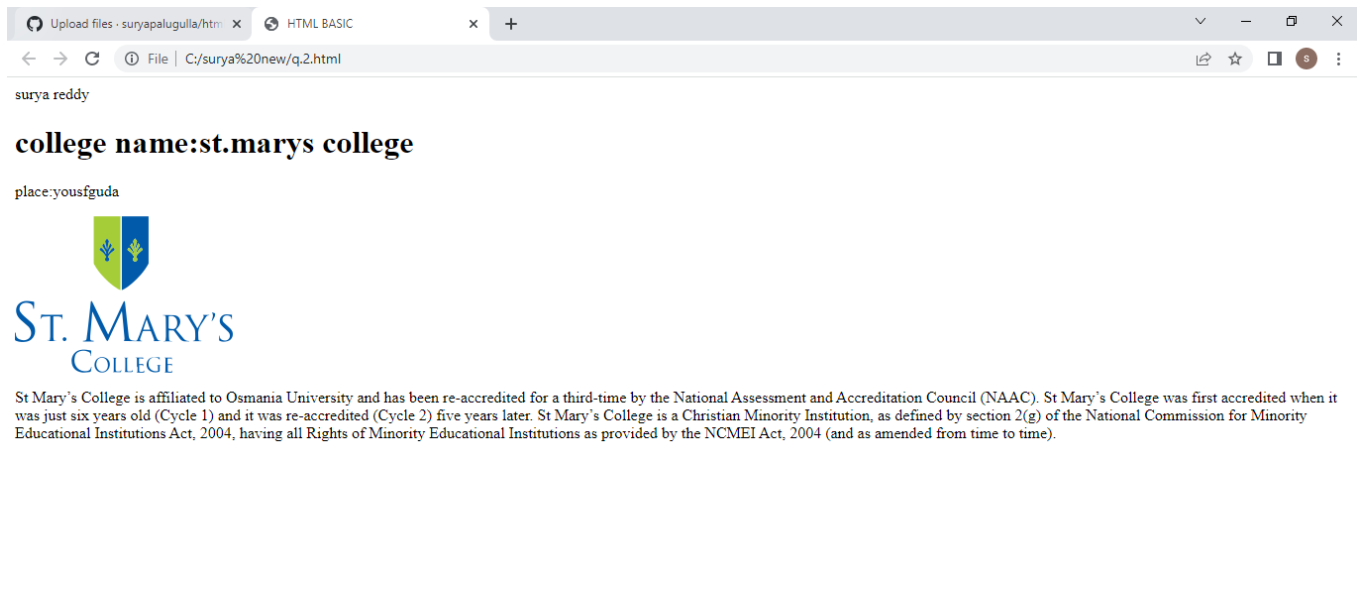 Upload files · suryapalugulla/htm
HTML BASIC
File | C:/surya%20new/q.2.html
s
surya reddy
college name:st.marys college
place:yousfguda
ST. MARY'S
COLLEGE
St Mary’s College is affiliated to Osmania University and has been re-accredited for a third-time by the National Assessment and Accreditation Council (NAAC). St Mary’s College was first accredited when it
was just six years old (Cycle 1) and it was re-accredited (Cycle 2) five years later. St Mary’s College is a Christian Minority Institution, as defined by section 2(g) of the National Commission for Minority
Educational Institutions Act, 2004, having all Rights of Minority Educational Institutions as provided by the NCMEI Act, 2004 (and as amended from time to time).